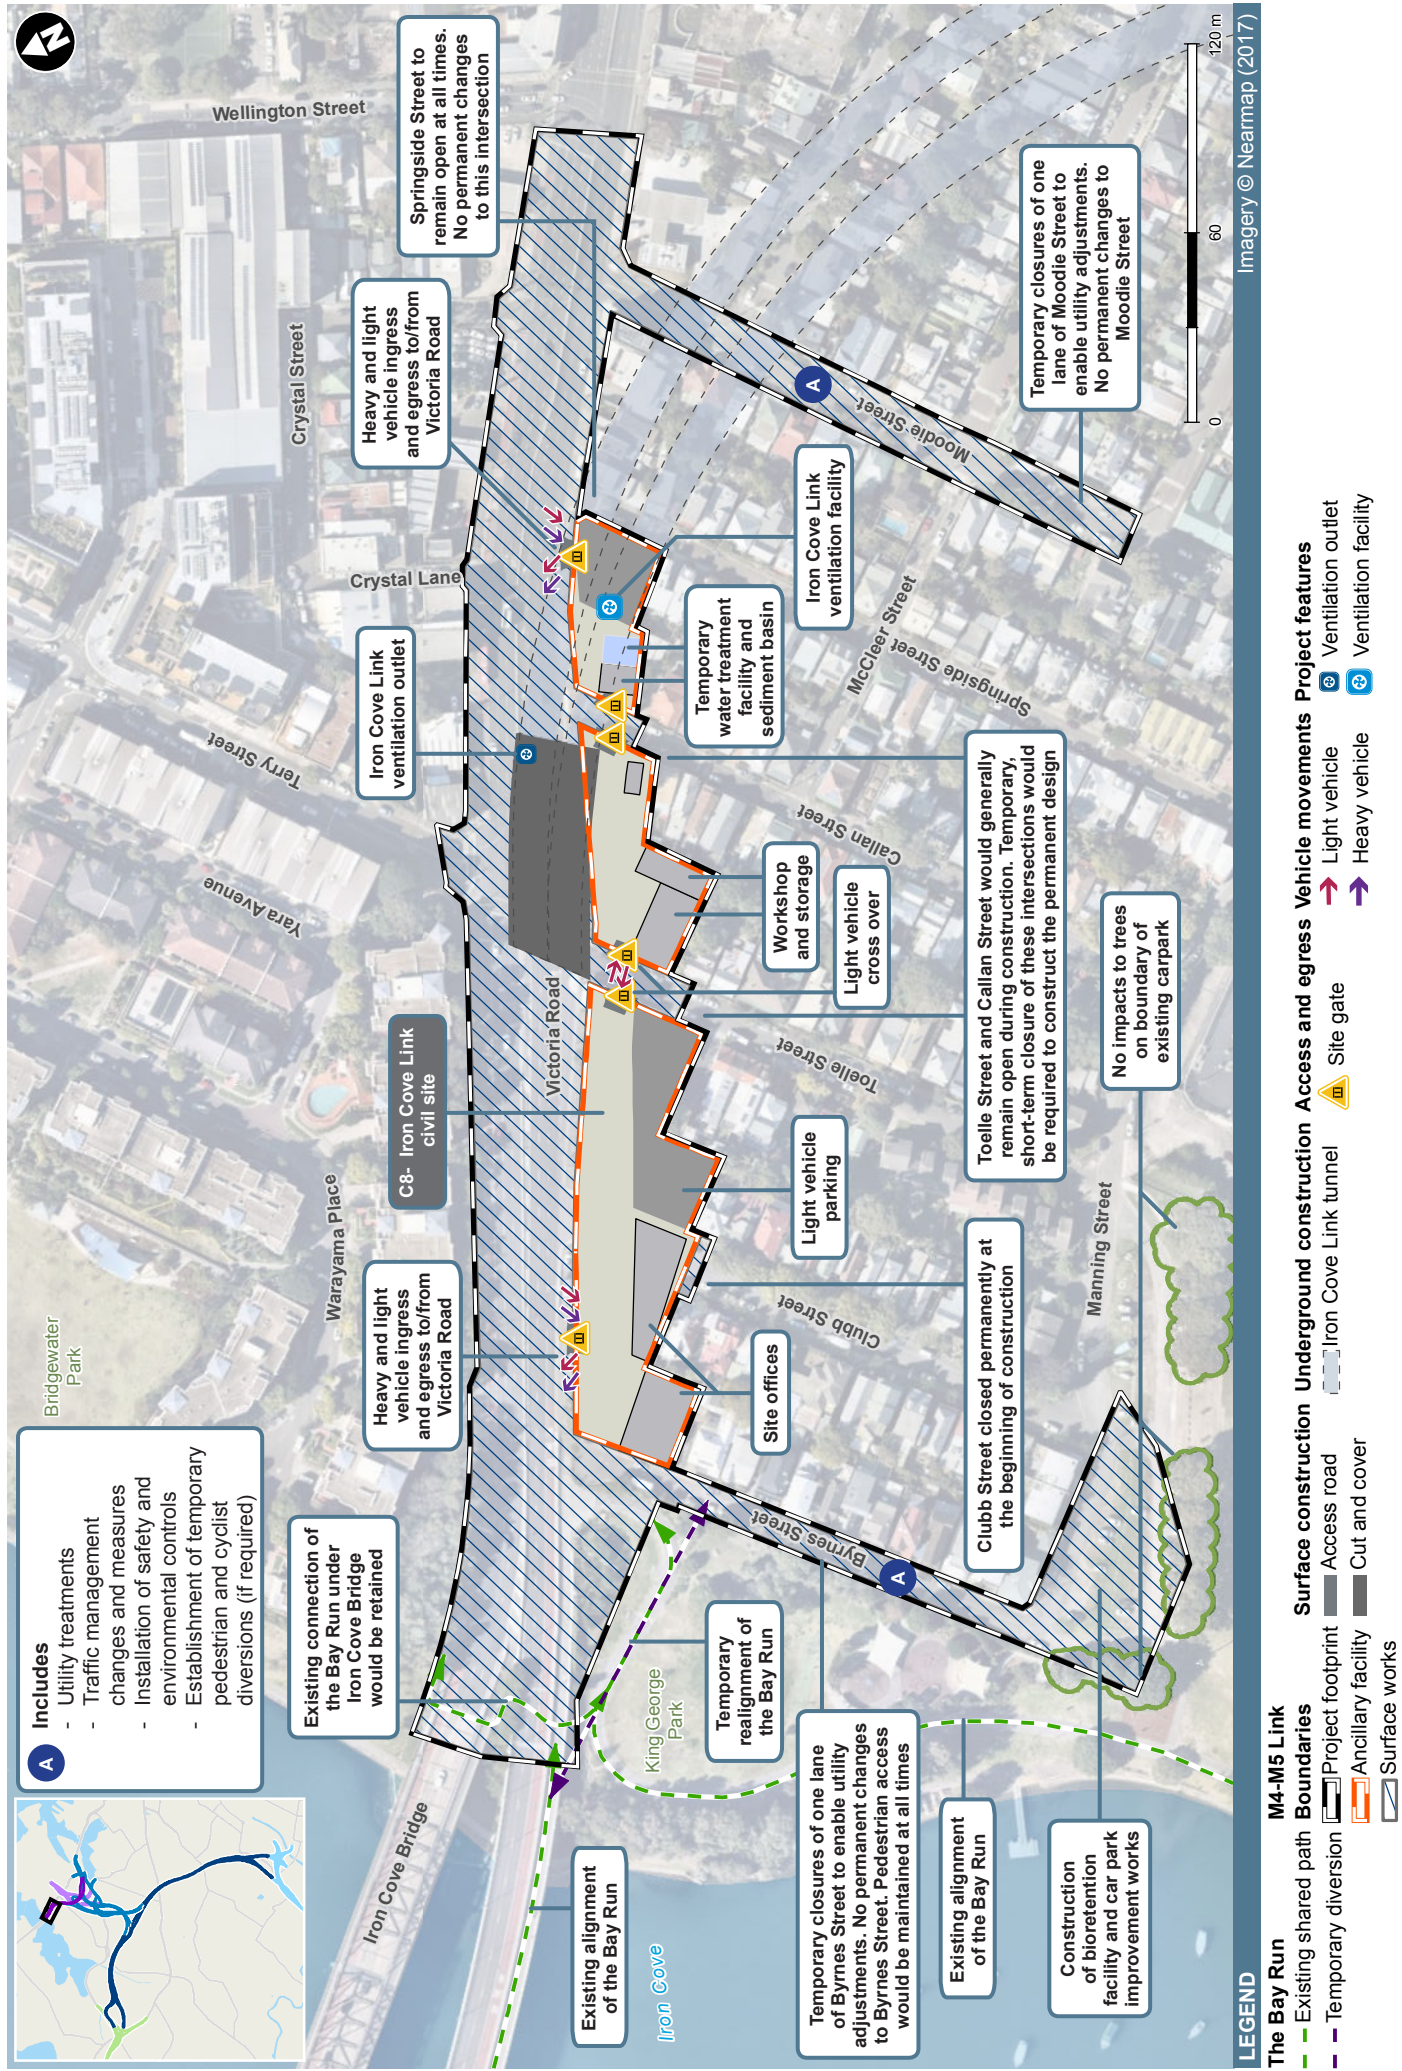 N
A
Includes
- Utility treatments
- Traffic management
changes and measures
- Installation of safety and
environmental controls
- Establishment of temporary
pedestrian and cyclist
diversions (if required)
Bridgewater
Park
Warayama Place
Yara Avenue
Terry Street
Crystal Street
Crystal Lane
Wellington Street
Existing connection of
the Bay Run under
Iron Cove Bridge
would be retained
Heavy and light
vehicle ingress
and egress to/from
Victoria Road
C8- Iron Cove Link
civil site
Iron Cove Link
ventilation outlet
Heavy and light
vehicle ingress
and egress to/from
Victoria Road
Springside Street to
remain open at all times.
No permanent changes
to this intersection
Iron Cove Bridge
Victoria Road
Existing alignment
of the Bay Run
Iron Cove
King George
Park
Temporary
realignment of
the Bay Run
Byrnes Street
A
Site offices
Clubb Street
Light vehicle
parking
Toelle Street
Light vehicle
cross over
Workshop
and storage
Callan Street
Temporary
water treatment
facility and
sediment basin
Iron Cove Link
ventilation facility
McCleer Street
Springside Street
Moodie Street
A
Temporary closures of one lane
of Byrnes Street to enable utility
adjustments. No permanent changes
to Byrnes Street. Pedestrian access
would be maintained at all times
Existing alignment
of the Bay Run
Construction
of bioretention
facility and car park
improvement works
Clubb Street closed permanently at
the beginning of construction
Manning Street
Toelle Street and Callan Street would generally
remain open during construction. Temporary,
short-term closure of these intersections would
be required to construct the permanent design
No impacts to trees
on boundary of
existing carpark
Temporary closures of one
lane of Moodie Street to
enable utility adjustments.
No permanent changes to
Moodie Street
0 60 120 m
LEGEND
Imagery © Nearmap (2017)
The Bay Run
Existing shared path
Temporary diversion
M4-M5 Link
Boundaries
Project footprint
Ancillary facility
Surface works
Surface construction
Access road
Cut and cover
Underground construction
Iron Cove Link tunnel
Access and egress
Site gate
Vehicle movements
Light vehicle
Heavy vehicle
Project features
Ventilation outlet
Ventilation facility